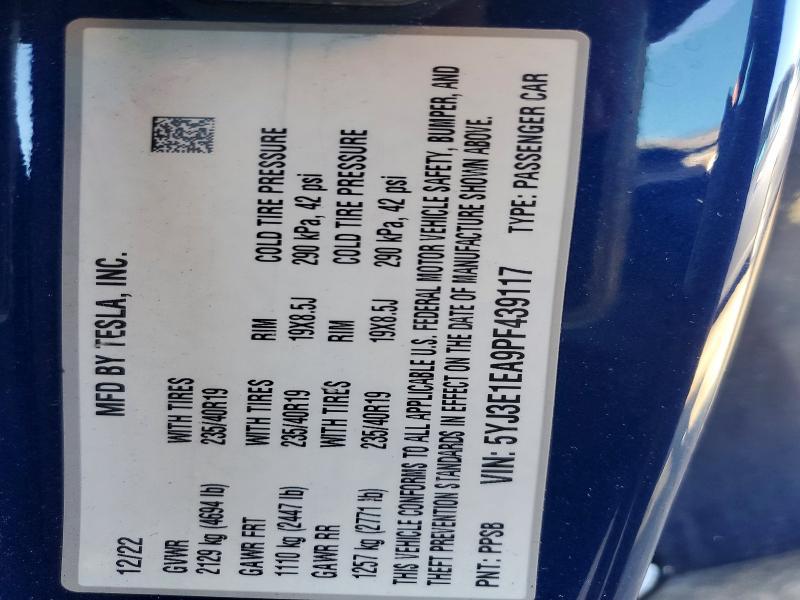 12/22 MFD BY TESLA, INC.
GVWR WITH TIRES
2129 kg (4694 lb) 235/40R19
GAWR FRT WITH TIRES RIM COLD TIRE PRESSURE
1110 kg (2447 lb) 235/40R19 19X8.5J 290 kPa, 42 psi
GAWR RR WITH TIRES RIM COLD TIRE PRESSURE
1257 kg (2771 lb) 235/40R19 19X8.5J 290 kPa, 42 psi
THIS VEHICLE CONFORMS TO ALL APPLICABLE U.S. FEDERAL MOTOR VEHICLE SAFETY, BUMPER, AND
THEFT PREVENTION STANDARDS IN EFFECT ON THE DATE OF MANUFACTURE SHOWN ABOVE.
PNT: PPSB VIN: 5YJ3E1EA9PF439117 TYPE: PASSENGER CAR